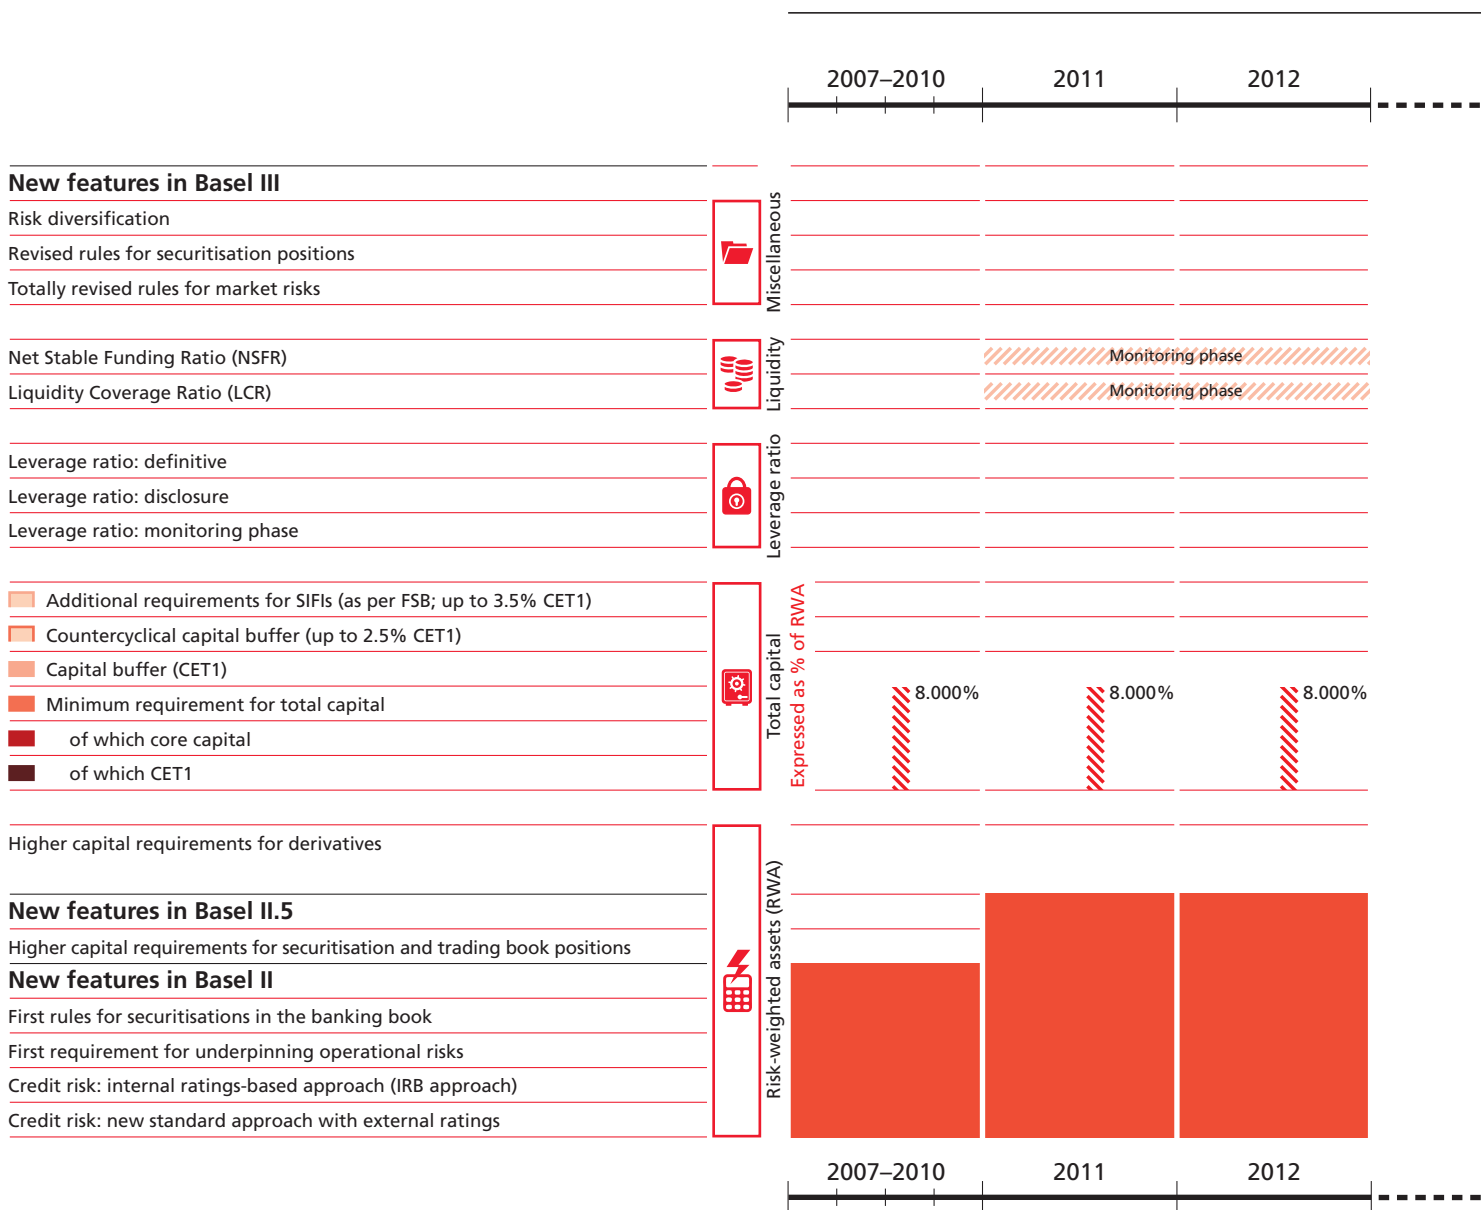 2007–2010 2011 2012
New features in Basel III
Risk diversification
Revised rules for securitisation positions
Totally revised rules for market risks
Miscellaneous
Net Stable Funding Ratio (NSFR)
Monitoring phase
Liquidity Coverage Ratio (LCR)
Monitoring phase
Liquidity
Leverage ratio: definitive
Leverage ratio: disclosure
Leverage ratio: monitoring phase
Leverage ratio
Additional requirements for SIFIs (as per FSB; up to 3.5% CET1)
Countercyclical capital buffer (up to 2.5% CET1)
Capital buffer (CET1)
Minimum requirement for total capital
of which core capital
of which CET1
Total capital
Expressed as % of RWA
8.000% 8.000% 8.000%
Higher capital requirements for derivatives
New features in Basel II.5
Higher capital requirements for securitisation and trading book positions
New features in Basel II
First rules for securitisations in the banking book
First requirement for underpinning operational risks
Credit risk: internal ratings-based approach (IRB approach)
Credit risk: new standard approach with external ratings
Risk-weighted assets (RWA)
2007–2010 2011 2012